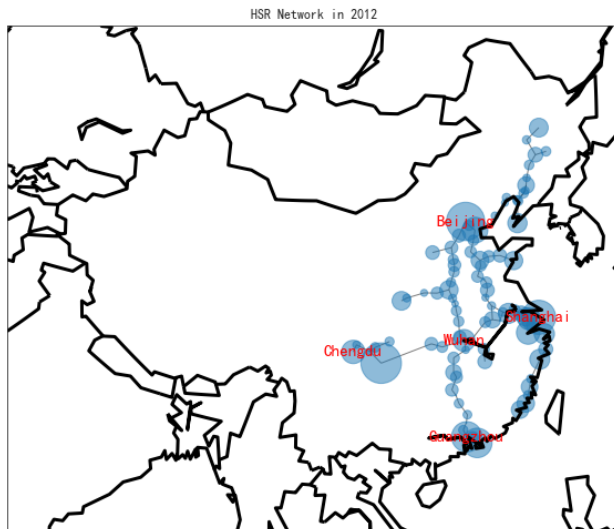 HSR Network in 2012
Beijing
Shanghai
Wuhan
Chengdu
Guangzhou